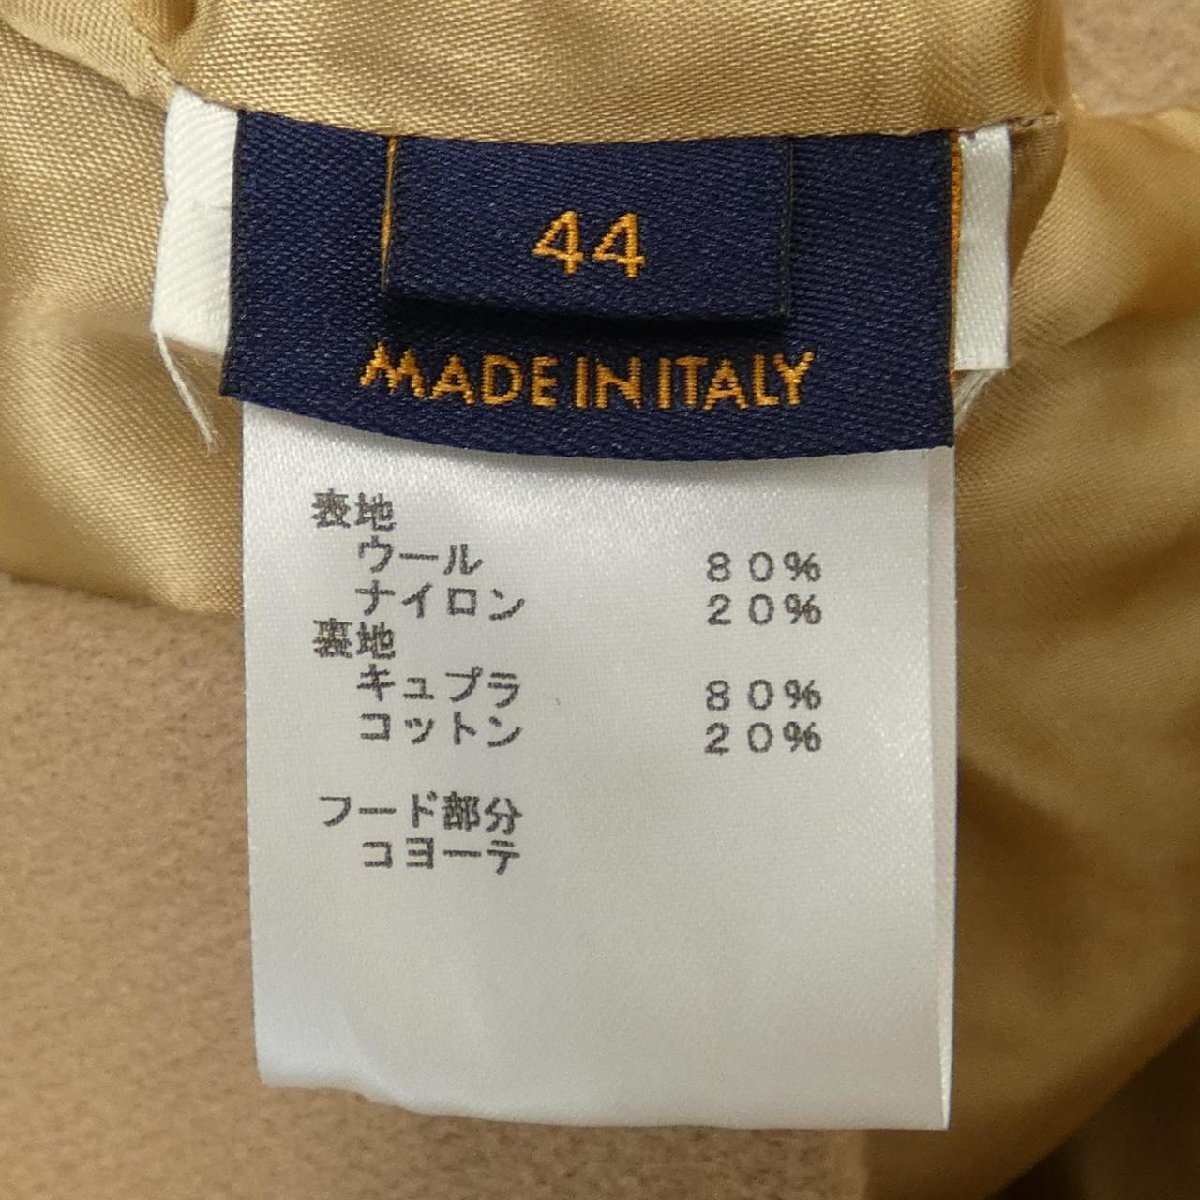 44
MADE IN ITALY
表地
ウール 80%
ナイロン 20%
裏地
キュプラ 80%
コットン 20%
フード部分
コヨーテ